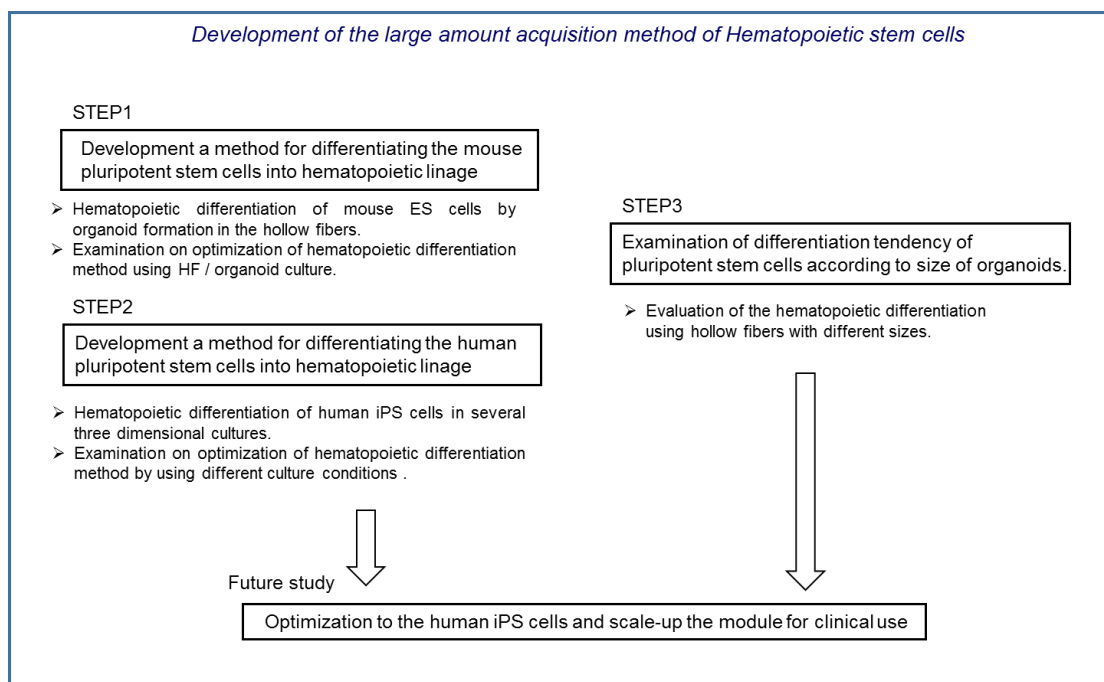 Development of the large amount acquisition method of Hematopoietic stem cells
STEP1
Development a method for differentiating the mouse
pluripotent stem cells into hematopoietic linage
➢ Hematopoietic differentiation of mouse ES cells by
organoid formation in the hollow fibers.
➢ Examination on optimization of hematopoietic differentiation
method using HF / organoid culture.
STEP2
Development a method for differentiating the human
pluripotent stem cells into hematopoietic linage
➢ Hematopoietic differentiation of human iPS cells in several
three dimensional cultures.
➢ Examination on optimization of hematopoietic differentiation
method by using different culture conditions .
STEP3
Examination of differentiation tendency of
pluripotent stem cells according to size of organoids.
➢ Evaluation of the hematopoietic differentiation
using hollow fibers with different sizes.
Future study
Optimization to the human iPS cells and scale-up the module for clinical use